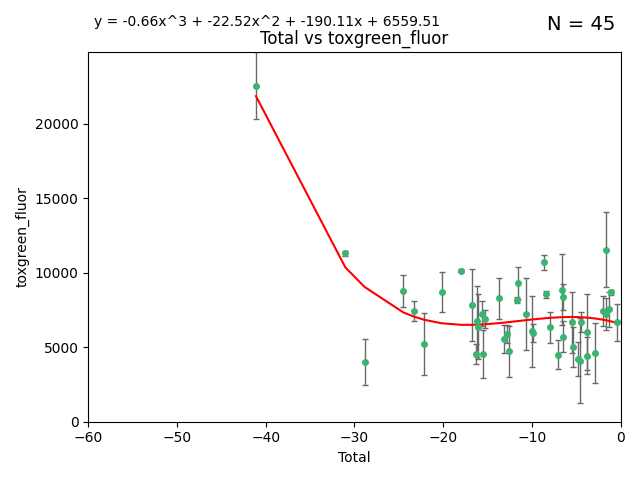 y = -0.66x^3 + -22.52x^2 + -190.11x + 6559.51
N = 45
Total vs toxgreen_fluor
20000
15000
10000
5000
0
toxgreen_fluor
−60 −50 −40 −30 −20 −10 0
Total